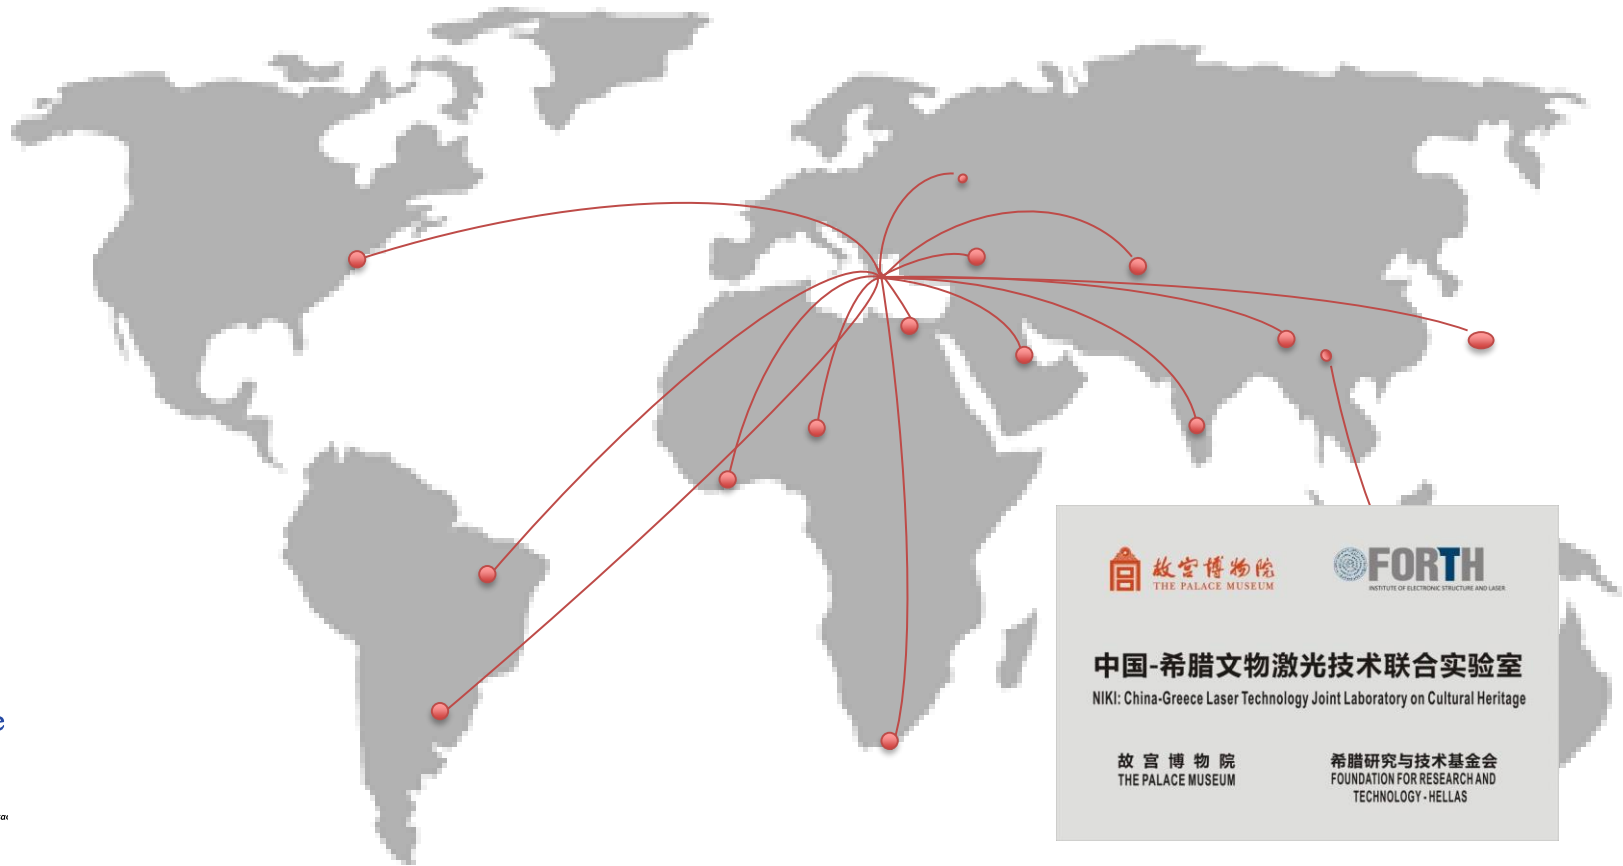 故宫博物院
THE PALACE MUSEUM
FORTH
INSTITUTE OF ELECTRONIC STRUCTURE AND LASER
中国-希腊文物激光技术联合实验室
NIKI: China-Greece Laser Technology Joint Laboratory on Cultural Heritage
故宫博物院
THE PALACE MUSEUM
希腊研究与技术基金会
FOUNDATION FOR RESEARCH AND
TECHNOLOGY - HELLAS